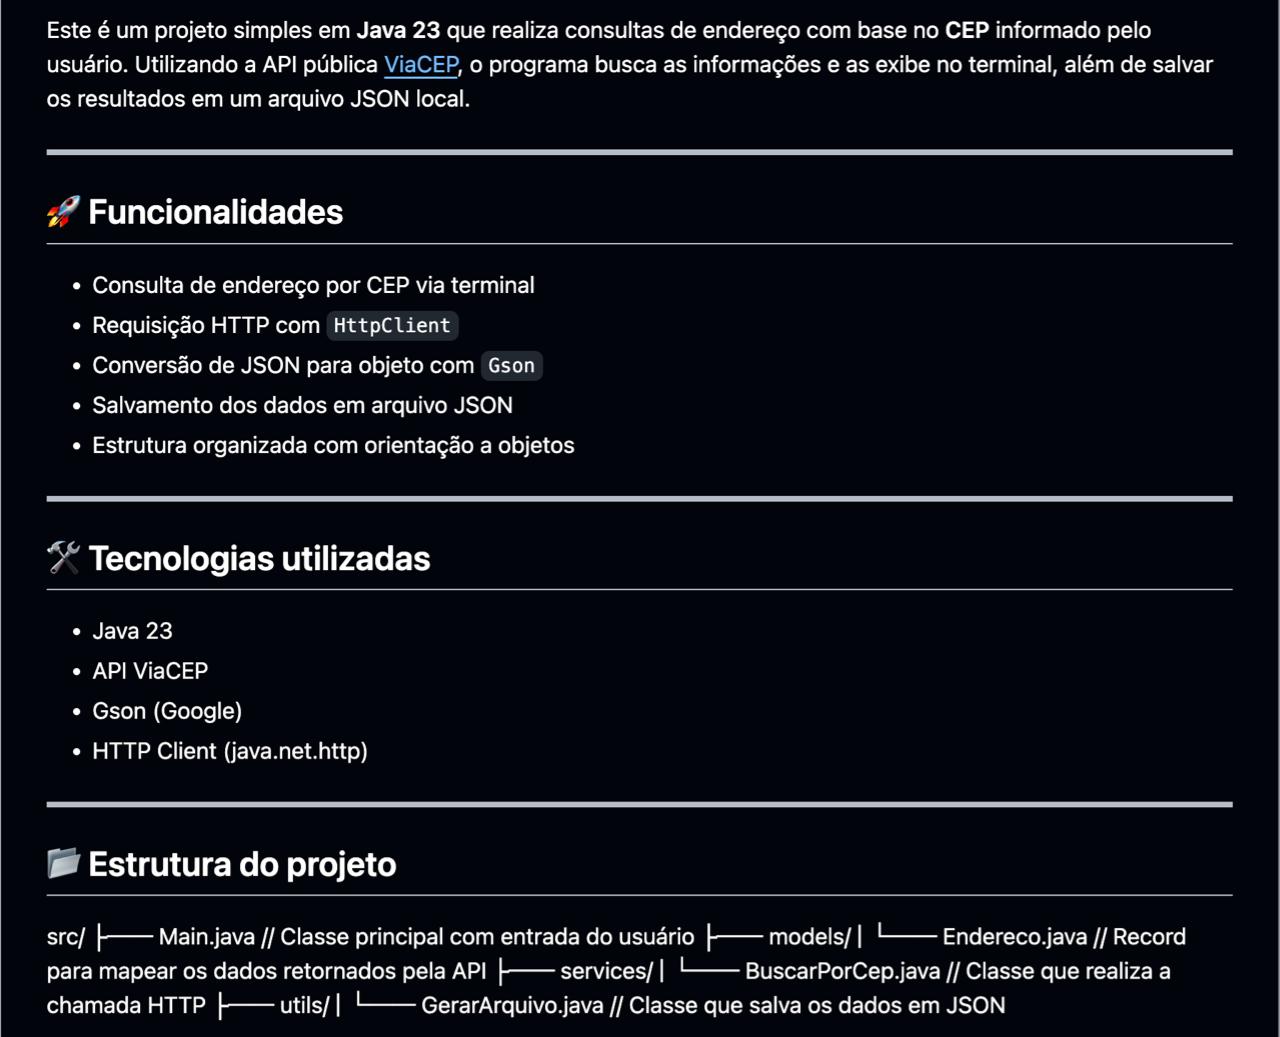 Este é um projeto simples em Java 23 que realiza consultas de endereço com base no CEP informado pelo
usuário. Utilizando a API pública ViaCEP, o programa busca as informações e as exibe no terminal, além de salvar
os resultados em um arquivo JSON local.
🚀 Funcionalidades
• Consulta de endereço por CEP via terminal
• Requisição HTTP com HttpClient
• Conversão de JSON para objeto com Gson
• Salvamento dos dados em arquivo JSON
• Estrutura organizada com orientação a objetos
🛠 Tecnologias utilizadas
• Java 23
• API ViaCEP
• Gson (Google)
• HTTP Client (java.net.http)
📁 Estrutura do projeto
src/ ├── Main.java // Classe principal com entrada do usuário ├── models/ │ └── Endereco.java // Record
para mapear os dados retornados pela API ├── services/ │ └── BuscarPorCep.java // Classe que realiza a
chamada HTTP ├── utils/ │ └── GerarArquivo.java // Classe que salva os dados em JSON